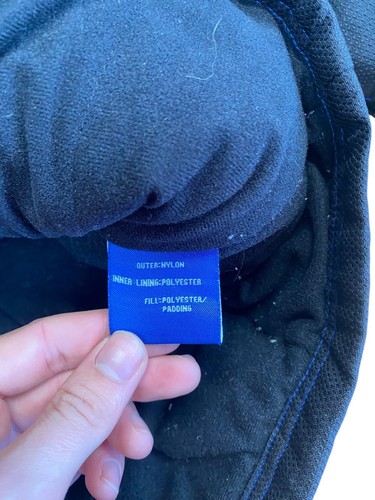 OUTER:NYLON
INNER-LINING:POLYESTER
FILL:POLYESTER/
PADDING